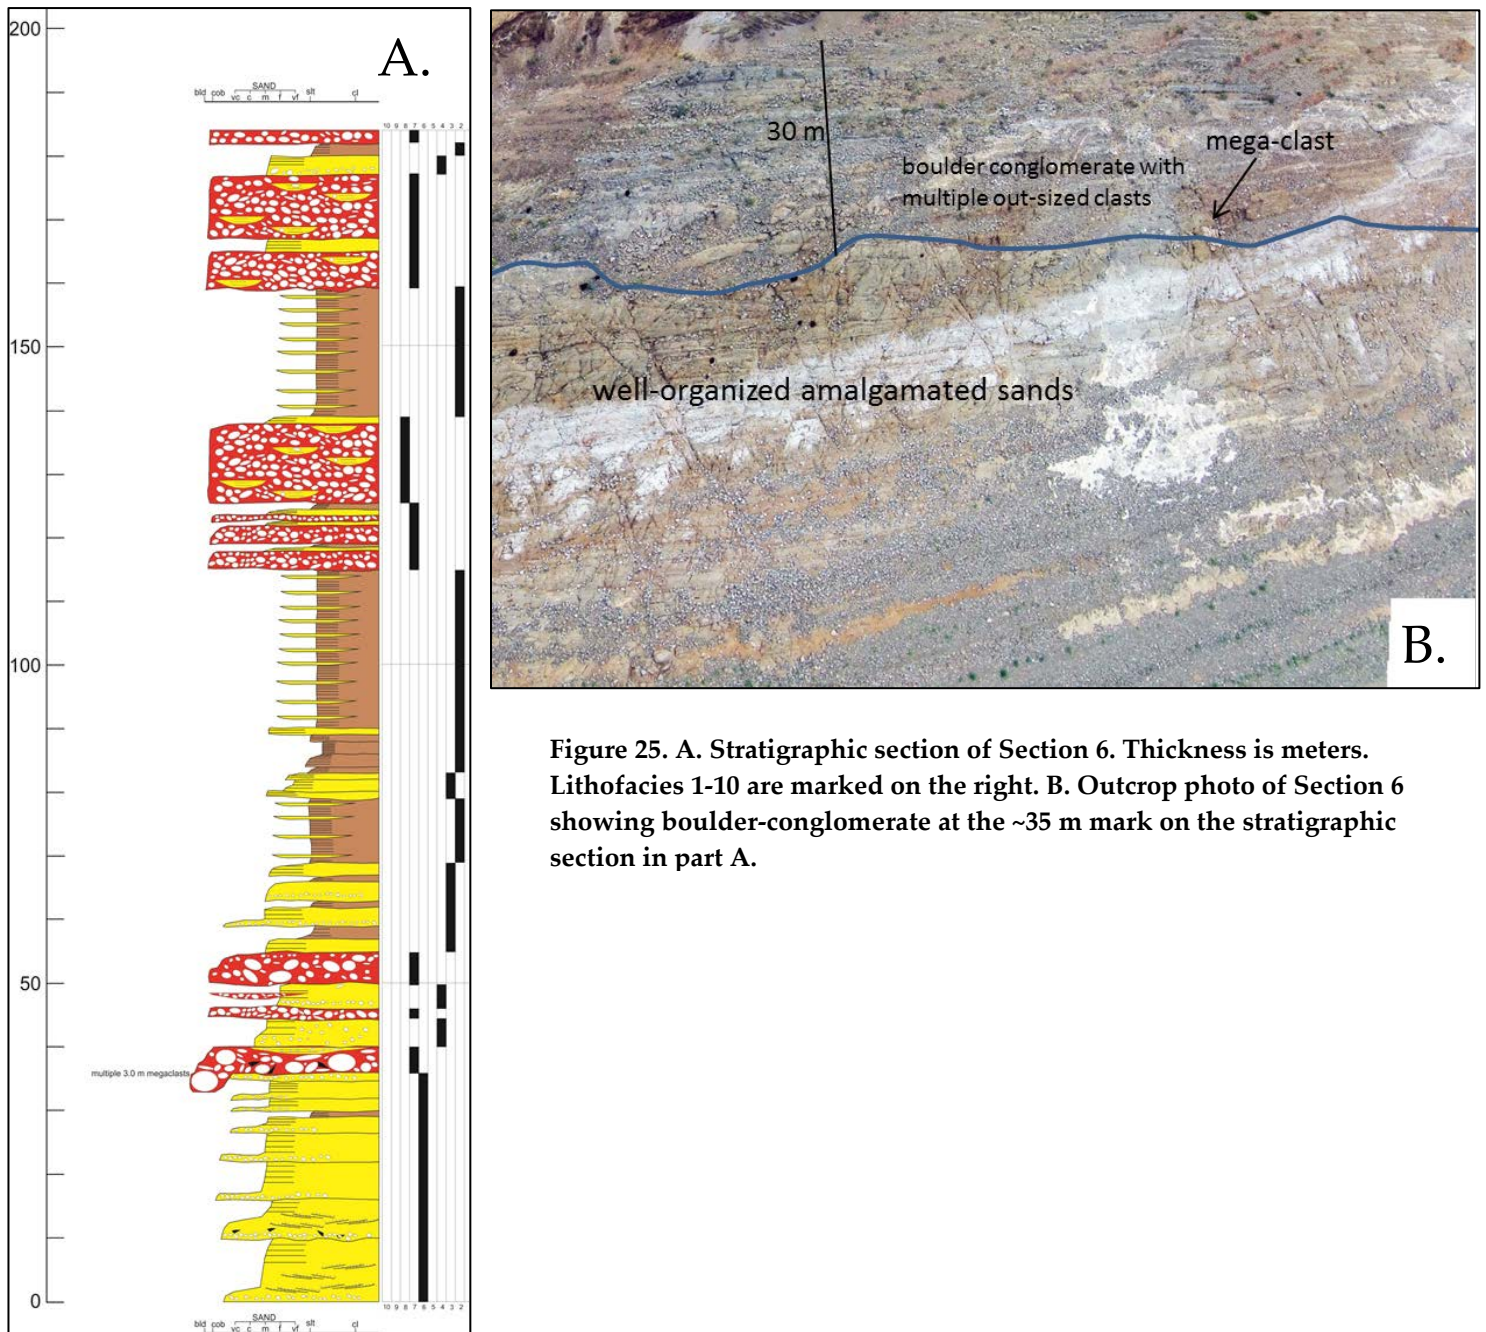 200
A.
SAND
bld cob vc c m f vf slt cl
10 9 8 7 6 5 4 3 2
150
100
50
multiple 3.0 m megaclasts
0
10 9 8 7 6 5 4 3 2
SAND
bld cob vc c m f vf slt cl
30 m
mega-clast
boulder conglomerate with
multiple out-sized clasts
well-organized amalgamated sands
B.
Figure 25. A. Stratigraphic section of Section 6. Thickness is meters.
Lithofacies 1-10 are marked on the right. B. Outcrop photo of Section 6
showing boulder-conglomerate at the ~35 m mark on the stratigraphic
section in part A.